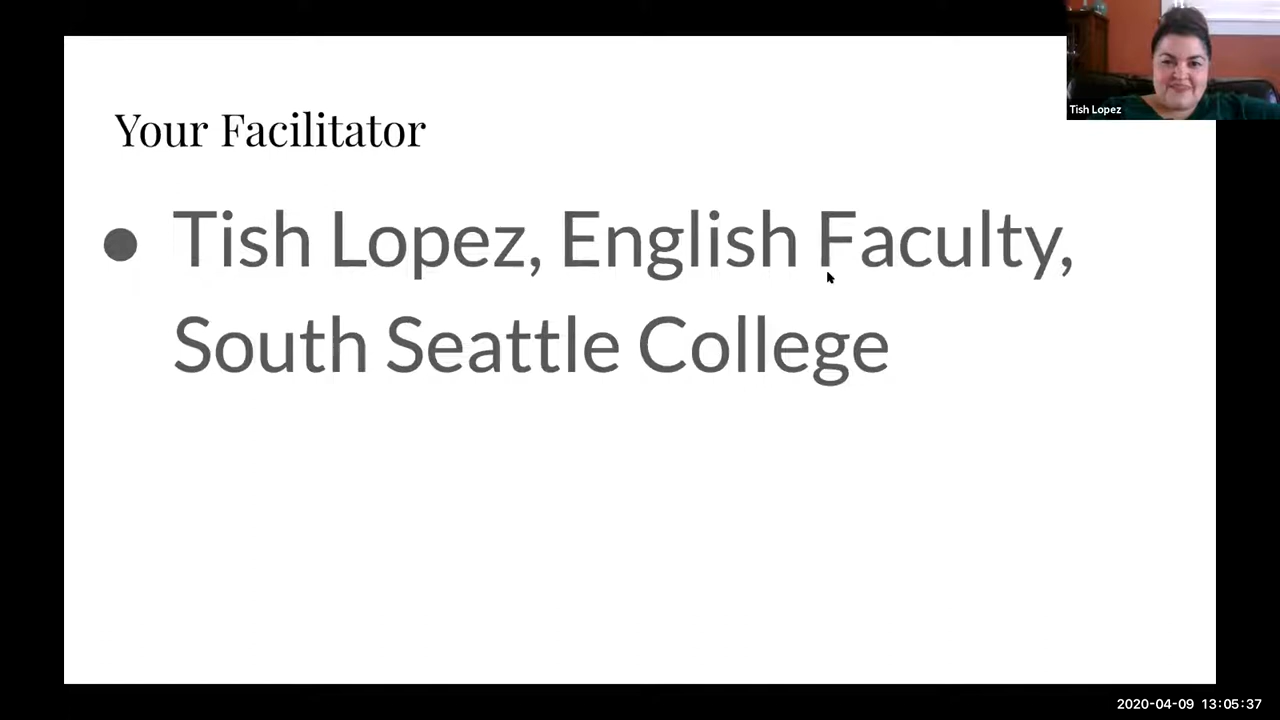 Tish Lopez
Your Facilitator
● Tish Lopez, English Faculty,
South Seattle College
2020-04-09 13:05:37